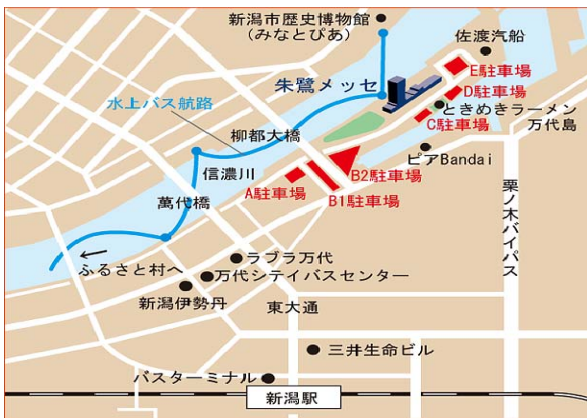 新潟市歴史博物館
(みなとぴあ)
佐渡汽船
朱鷺メッセ
E駐車場
D駐車場
ときめきラーメン
万代島
C駐車場
水上バス航路
柳都大橋
ピアBandai
信濃川
B2駐車場
A駐車場
B1駐車場
萬代橋
栗ノ木バイパス
ふるさと村へ
ラブラ万代
万代シテイバスセンター
新潟伊勢丹
東大通
三井生命ビル
バスターミナル
新潟駅